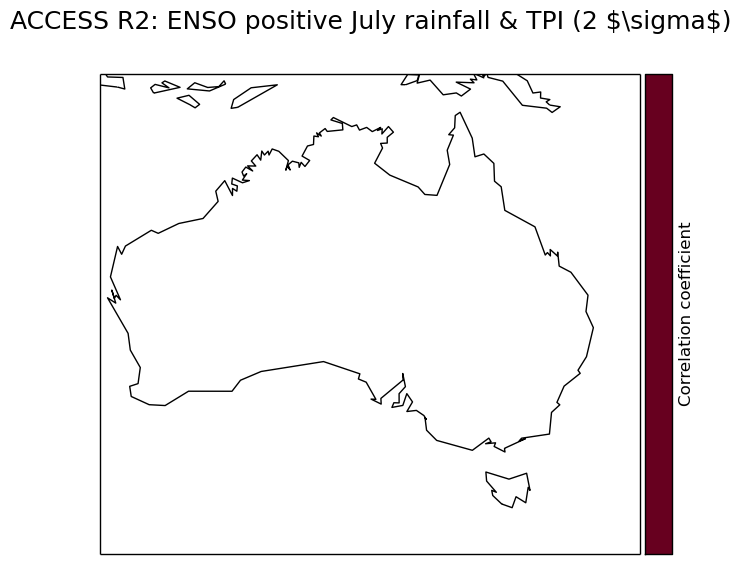 ACCESS R2: ENSO positive July rainfall & TPI (2 $\sigma$)
Correlation coefficient